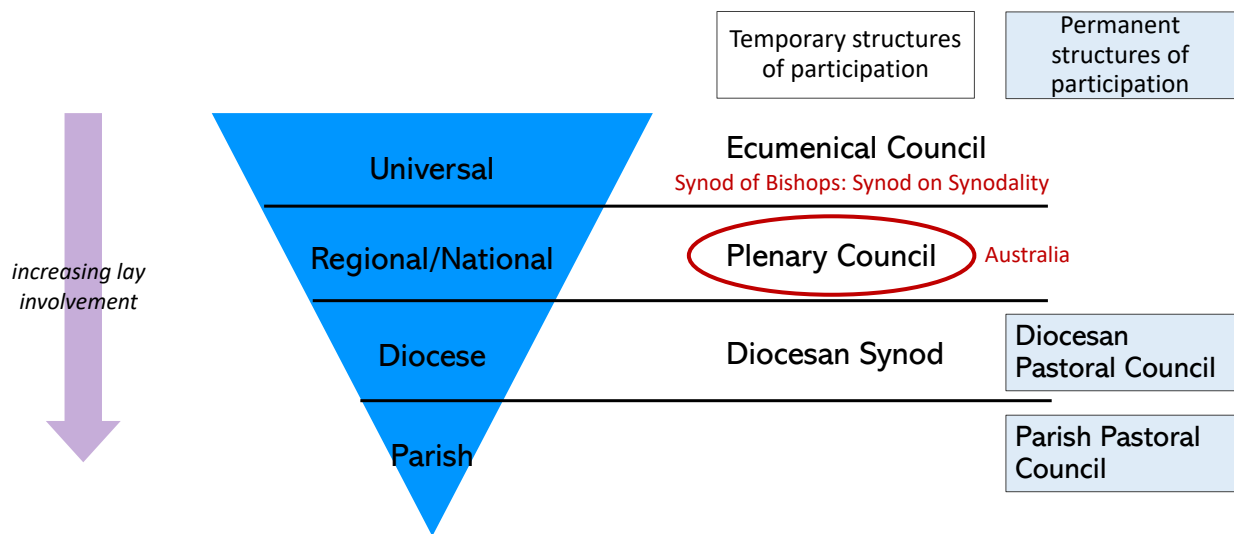 Temporary structures
of participation
Permanent
structures of
participation
Universal
Ecumenical Council
Synod of Bishops: Synod on Synodality
increasing lay
involvement
Regional/National
Plenary Council
Australia
Diocese
Diocesan Synod
Diocesan
Pastoral Council
Parish
Parish Pastoral
Council